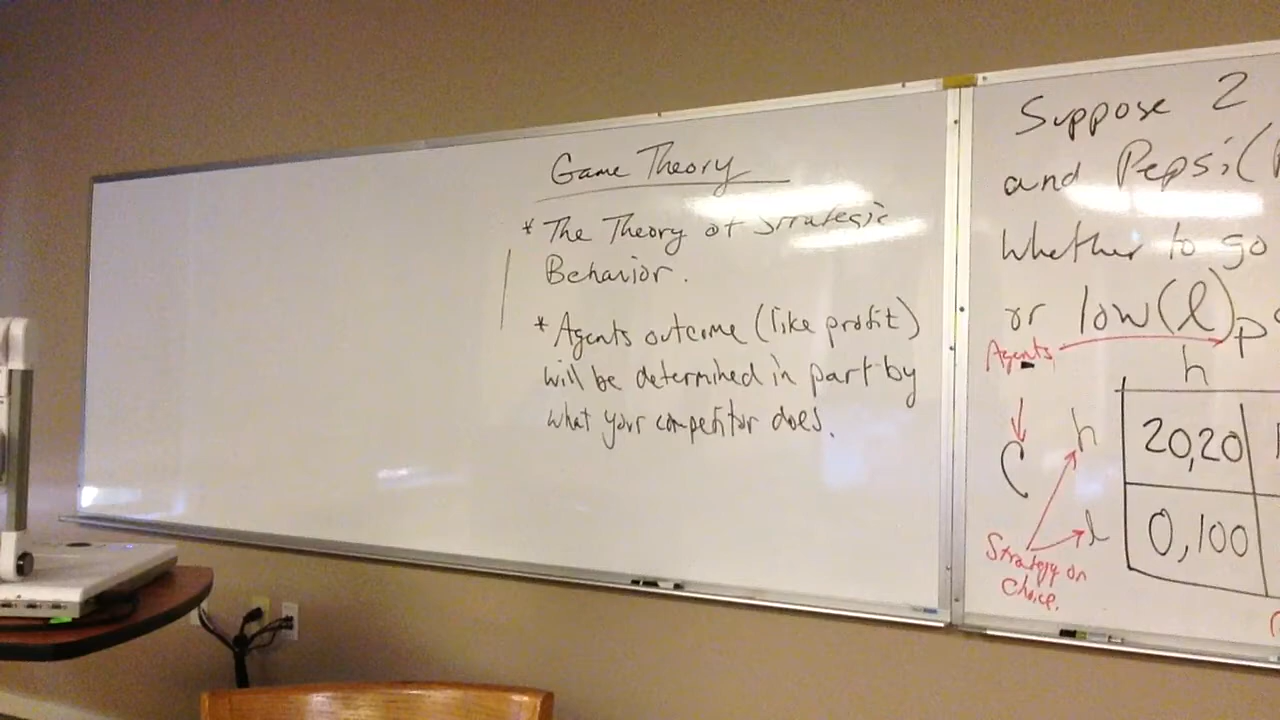 Game Theory
* The Theory of Strategic
Behavior.
* Agents outcome (like profit)
will be determined in part by
what your competitor does.
Suppose 2
and Pepsi (
Whether to go
or low (l) P
Agents
h
C h 20,20
l 0,100
Strategy or
Choice.